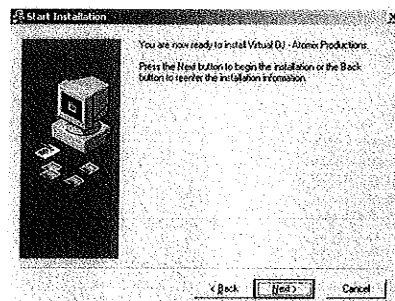 Start Installation
You are now ready to install Virtual DJ - Atomix Productions.
Press the Next button to begin the installation or the Back
button to reenter the installation information.
< Back
Next >
Cancel